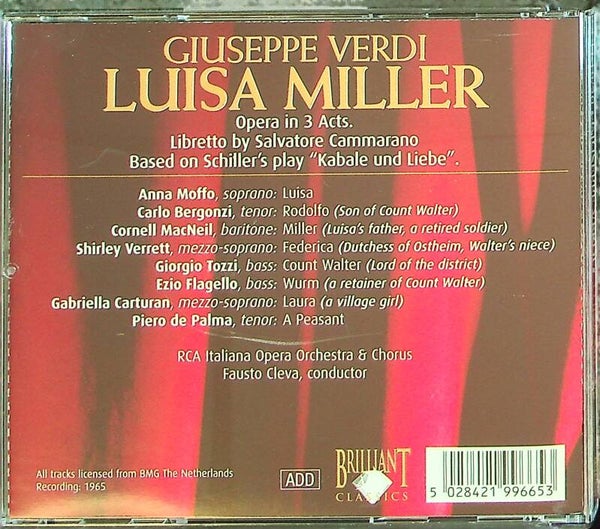 GIUSEPPE VERDI
LUISA MILLER
Opera in 3 Acts.
Libretto by Salvatore Cammarano
Based on Schiller's play "Kabale und Liebe".
Anna Moffo, soprano: Luisa
Carlo Bergonzi, tenor: Rodolfo (Son of Count Walter)
Cornell MacNeil, baritone: Miller (Luisa's father, a retired soldier)
Shirley Verrett, mezzo-soprano: Federica (Dutchess of Ostheim, Walter's niece)
Giorgio Tozzi, bass: Count Walter (Lord of the district)
Ezio Flagello, bass: Wurm (a retainer of Count Walter)
Gabriella Carturan, mezzo-soprano: Laura (a village girl)
Piero de Palma, tenor: A Peasant
RCA Italiana Opera Orchestra & Chorus
Fausto Cleva, conductor
All tracks licensed from BMG The Netherlands
Recording: 1965
ADD
BRILLIANT
CLASSICS
5 028421 996653